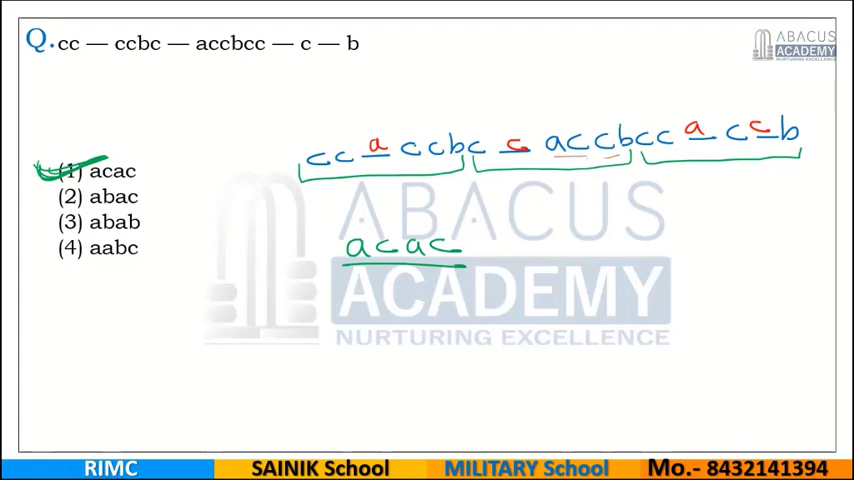 Q. cc — ccbc — accbcc — c — b
ABACUS
ACADEMY
NURTURING EXCELLENCE
cc a ccbc c accbcc a c c b
(1) acac
(2) abac
(3) abab
(4) aabc
acac
ABACUS
ACADEMY
NURTURING EXCELLENCE
RIMC SAINIK School MILITARY School Mo.- 8432141394